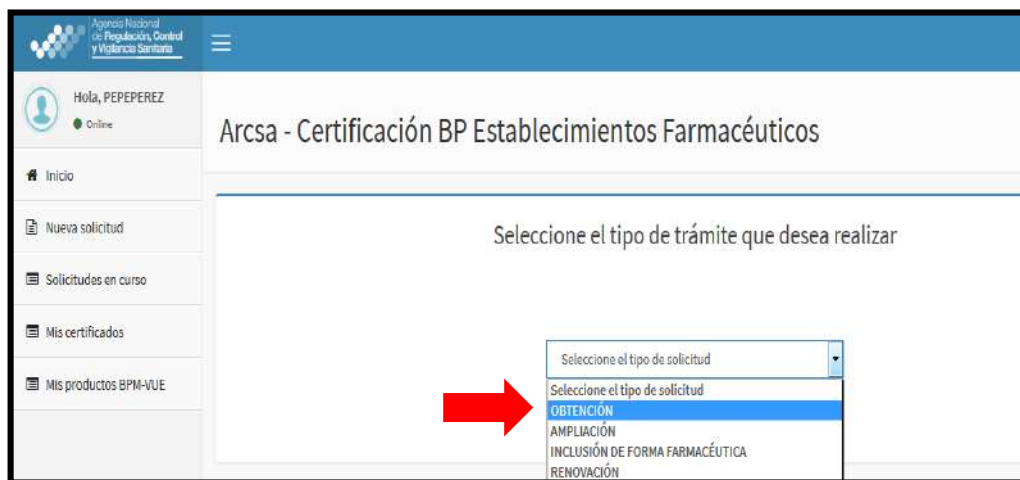 Agencia Nacional
de Regulación, Control
y Vigilancia Sanitaria
Hola, PEPEPEREZ
Online
Arcsa - Certificación BP Establecimientos Farmacéuticos
Inicio
Nueva solicitud
Seleccione el tipo de trámite que desea realizar
Solicitudes en curso
Mis certificados
Mis productos BPM-VUE
Seleccione el tipo de solicitud
Seleccione el tipo de solicitud
OBTENCIÓN
AMPLIACIÓN
INCLUSIÓN DE FORMA FARMACÉUTICA
RENOVACIÓN